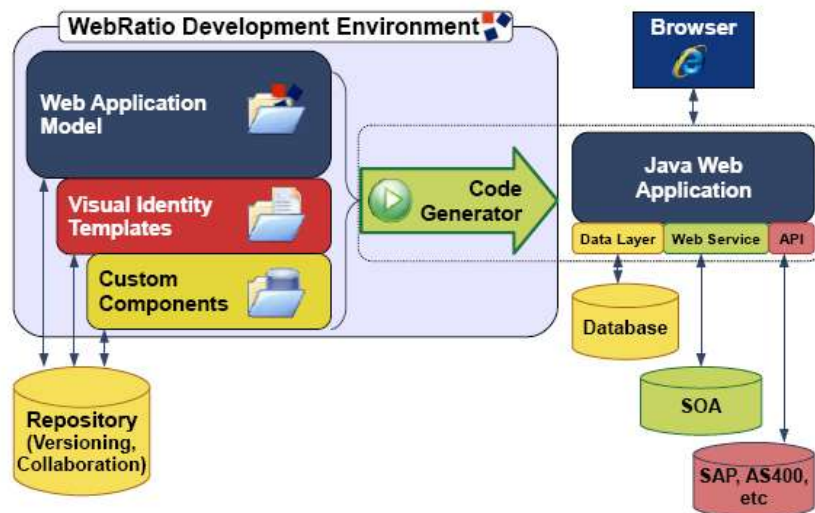 WebRatio Development Environment
Browser
Web Application
Model
Visual Identity
Templates
Custom
Components
Code
Generator
Java Web
Application
Data Layer
Web Service
API
Database
SOA
SAP, AS400,
etc
Repository
(Versioning,
Collaboration)